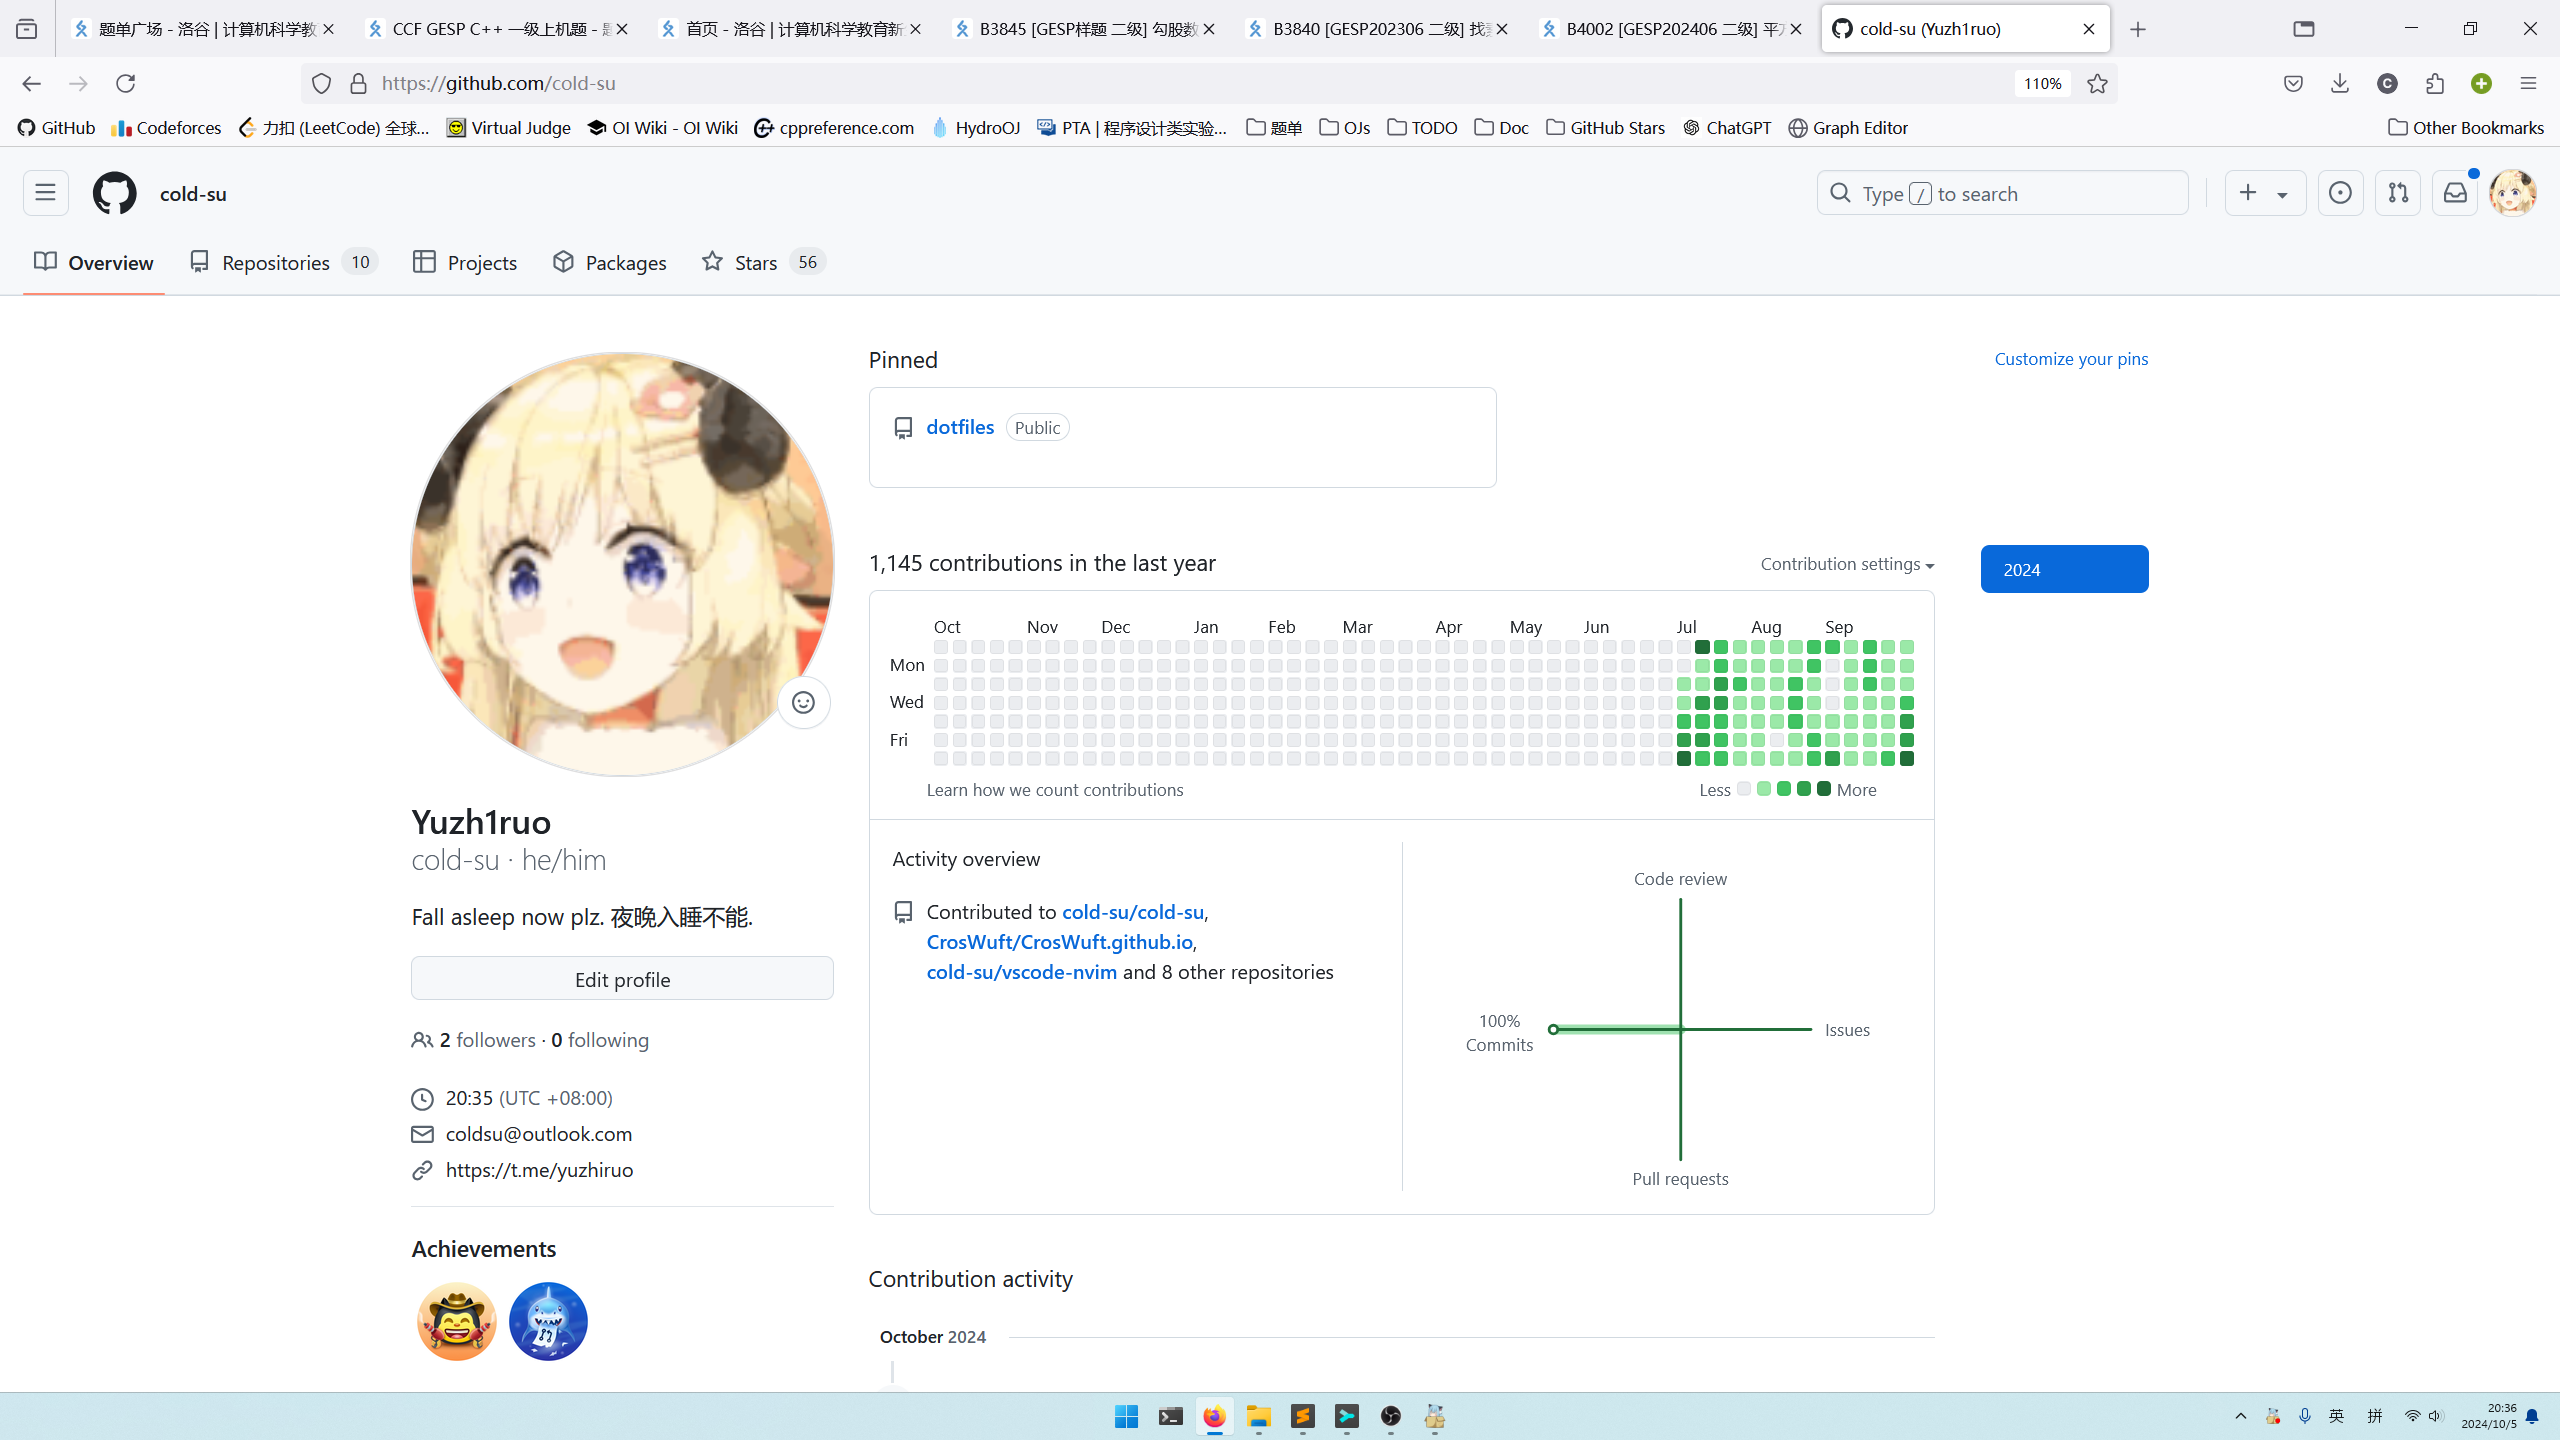 题单广场 - 洛谷 | 计算机科学教
CCF GESP C++ 一级上机题 - 题
首页 - 洛谷 | 计算机科学教育新
B3845 [GESP样题 二级] 勾股数
B3840 [GESP202306 二级] 找素
B4002 [GESP202406 二级] 平方
cold-su (Yuzh1ruo)
https://github.com/cold-su
110%
GitHub
Codeforces
力扣 (LeetCode) 全球...
Virtual Judge
OI Wiki - OI Wiki
cppreference.com
HydroOJ
PTA | 程序设计类实验...
题单
OJs
TODO
Doc
GitHub Stars
ChatGPT
Graph Editor
Other Bookmarks
cold-su
Type / to search
Overview
Repositories 10
Projects
Packages
Stars 56
Pinned
Customize your pins
dotfiles Public
1,145 contributions in the last year
Contribution settings
2024
Oct Nov Dec Jan Feb Mar Apr May Jun Jul Aug Sep
Mon
Wed
Fri
Learn how we count contributions
Less More
Yuzh1ruo
cold-su · he/him
Fall asleep now plz. 夜晚入睡不能.
Edit profile
2 followers · 0 following
20:35 (UTC +08:00)
coldsu@outlook.com
https://t.me/yuzhiruo
Achievements
Activity overview
Contributed to cold-su/cold-su,
CrosWuft/CrosWuft.github.io,
cold-su/vscode-nvim and 8 other repositories
Code review
100%
Commits
Issues
Pull requests
Contribution activity
October 2024
英
拼
20:36
2024/10/5